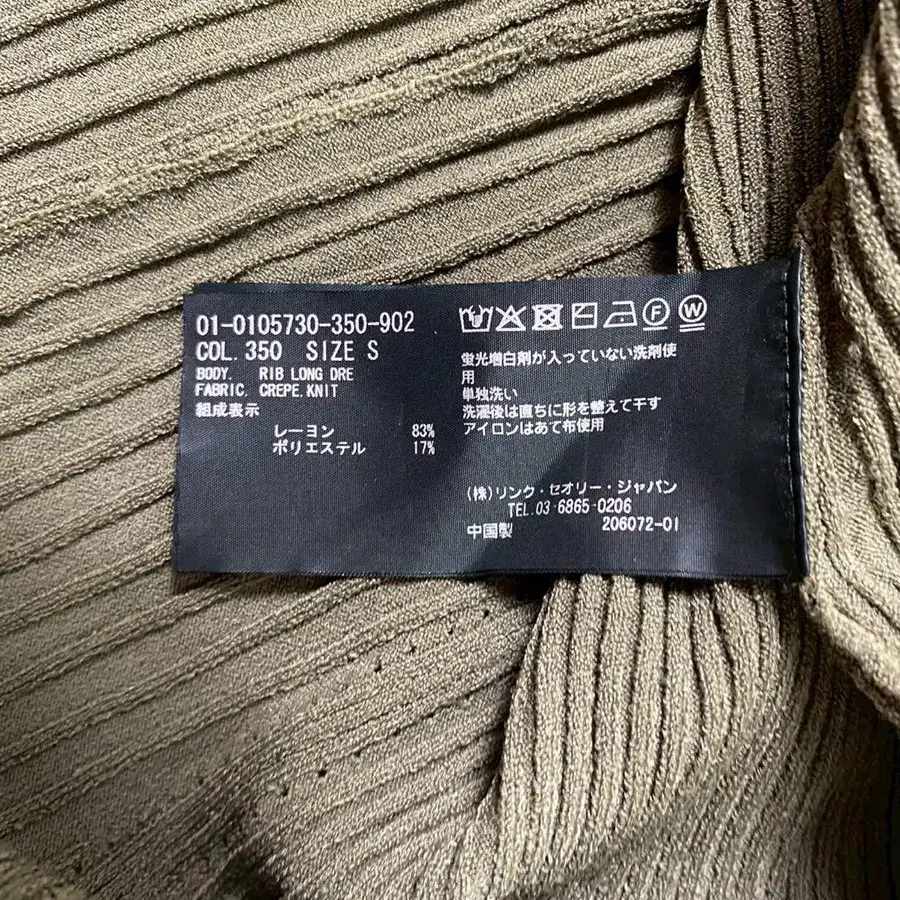 01-0105730-350-902
COL. 350 SIZE S
BODY. RIB LONG DRE
FABRIC. CREPE.KNIT
組成表示
レーヨン 83%
ポリエステル 17%
P W
蛍光増白剤が入っていない洗剤使
用
単独洗い
洗濯後は直ちに形を整えて干す
アイロンはあて布使用
(株)リンク・セオリー・ジャパン
TEL.03-6865-0206
206072-01
中国製